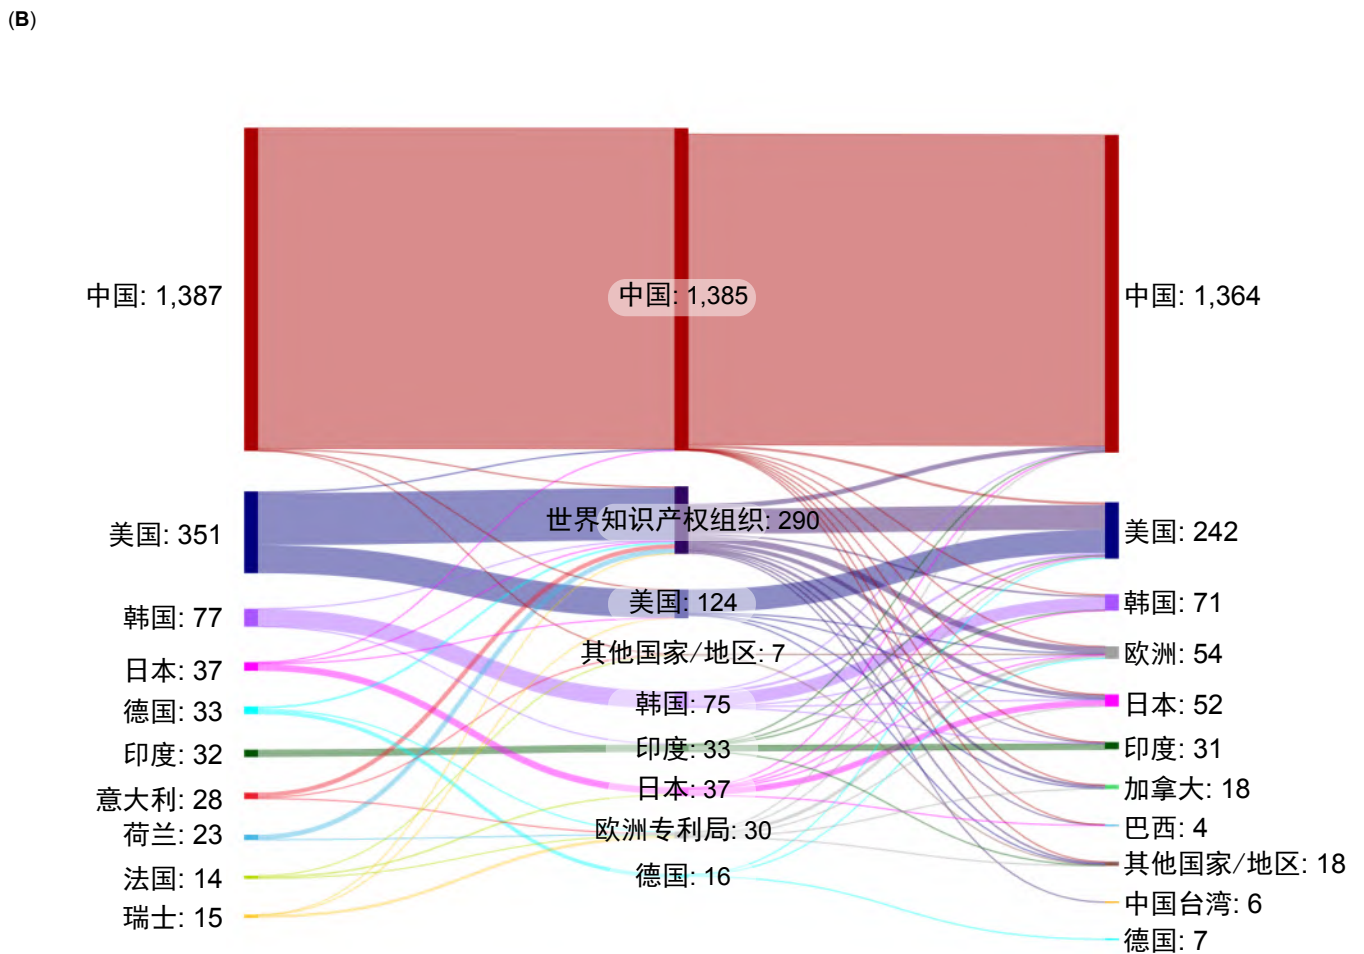 (B)
中国: 1,387
美国: 351
韩国: 77
日本: 37
德国: 33
印度: 32
意大利: 28
荷兰: 23
法国: 14
瑞士: 15
中国: 1,385
世界知识产权组织: 290
美国: 124
其他国家/地区: 7
韩国: 75
印度: 33
日本: 37
欧洲专利局: 30
德国: 16
中国: 1,364
美国: 242
韩国: 71
欧洲: 54
日本: 52
印度: 31
加拿大: 18
巴西: 4
其他国家/地区: 18
中国台湾: 6
德国: 7